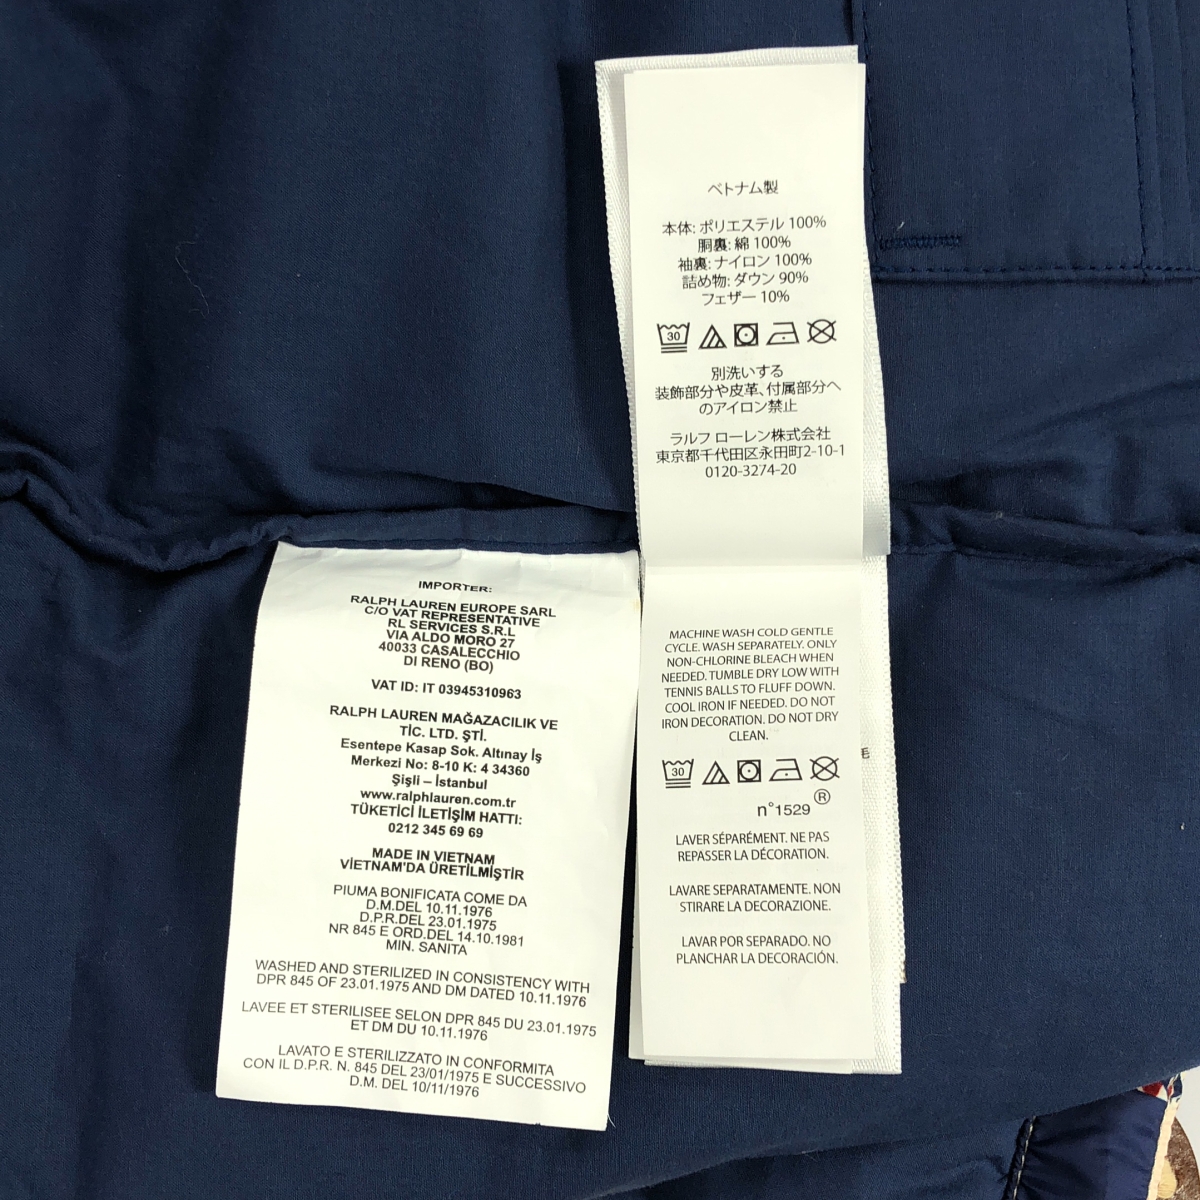 ベトナム製
本体: ポリエステル 100%
胴裏: 綿 100%
袖裏: ナイロン 100%
詰め物: ダウン 90%
フェザー 10%
30
別洗いする
装飾部分や皮革、付属部分へ
のアイロン禁止
ラルフ ローレン株式会社
東京都千代田区永田町2-10-1
0120-3274-20
IMPORTER:
RALPH LAUREN EUROPE SARL
C/O VAT REPRESENTATIVE
RL SERVICES S.R.L
VIA ALDO MORO 27
40033 CASALECCHIO
DI RENO (BO)
VAT ID: IT 03945310963
RALPH LAUREN MAĞAZACILIK VE
TİC. LTD. ŞTİ.
Esentepe Kasap Sok. Altınay İş
Merkezi No: 8-10 K: 4 34360
Şişli – İstanbul
www.ralphlauren.com.tr
TÜKETİCİ İLETİŞİM HATTI:
0212 345 69 69
MADE IN VIETNAM
VİETNAM'DA ÜRETİLMİŞTİR
PIUMA BONIFICATA COME DA
D.M.DEL 10.11.1976
D.P.R.DEL 23.01.1975
NR 845 E ORD.DEL 14.10.1981
MIN. SANITA
WASHED AND STERILIZED IN CONSISTENCY WITH
DPR 845 OF 23.01.1975 AND DM DATED 10.11.1976
LAVEE ET STERILISEE SELON DPR 845 DU 23.01.1975
ET DM DU 10.11.1976
LAVATO E STERILIZZATO IN CONFORMITA
CON IL D.P.R. N. 845 DEL 23/01/1975 E SUCCESSIVO
D.M. DEL 10/11/1976
MACHINE WASH COLD GENTLE
CYCLE. WASH SEPARATELY. ONLY
NON-CHLORINE BLEACH WHEN
NEEDED. TUMBLE DRY LOW WITH
TENNIS BALLS TO FLUFF DOWN.
COOL IRON IF NEEDED. DO NOT
IRON DECORATION. DO NOT DRY
CLEAN.
毛
30
n°1529 ®
LAVER SÉPARÉMENT. NE PAS
REPASSER LA DÉCORATION.
LAVARE SEPARATAMENTE. NON
STIRARE LA DECORAZIONE.
LAVAR POR SEPARADO. NO
PLANCHAR LA DECORACIÓN.